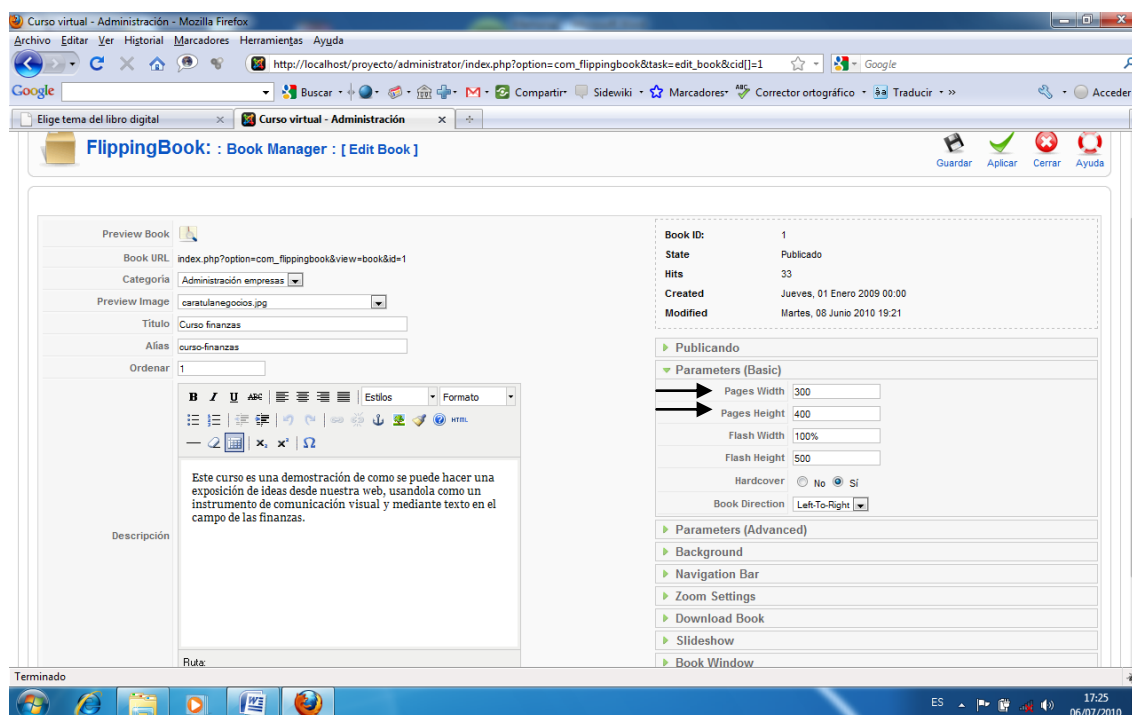 Curso virtual - Administración - Mozilla Firefox
Archivo Editar Ver Historial Marcadores Herramientas Ayuda
http://localhost/proyecto/administrator/index.php?option=com_flippingbook&task=edit_book&cid[]=1
Google
Google
Buscar
Compartir
Sidewiki
Marcadores
Corrector ortográfico
Traducir
»
Acceder
Elige tema del libro digital
Curso virtual - Administración
FlippingBook: : Book Manager : [ Edit Book ]
Guardar Aplicar Cerrar Ayuda
Preview Book
Book URL index.php?option=com_flippingbook&view=book&id=1
Categoria Administración empresas
Preview Image caratulanegocios.jpg
Título Curso finanzas
Alias curso-finanzas
Ordenar 1
B I U ABC Estilos Formato
HTML
Descripción
Este curso es una demostración de como se puede hacer una
exposición de ideas desde nuestra web, usandola como un
instrumento de comunicación visual y mediante texto en el
campo de las finanzas.
Ruta:
Book ID: 1
State Publicado
Hits 33
Created Jueves, 01 Enero 2009 00:00
Modified Martes, 08 Junio 2010 19:21
Publicando
Parameters (Basic)
Pages Width 300
Pages Height 400
Flash Width 100%
Flash Height 500
Hardcover No Sí
Book Direction Left-To-Right
Parameters (Advanced)
Background
Navigation Bar
Zoom Settings
Download Book
Slideshow
Book Window
Terminado
ES
17:25
06/07/2010